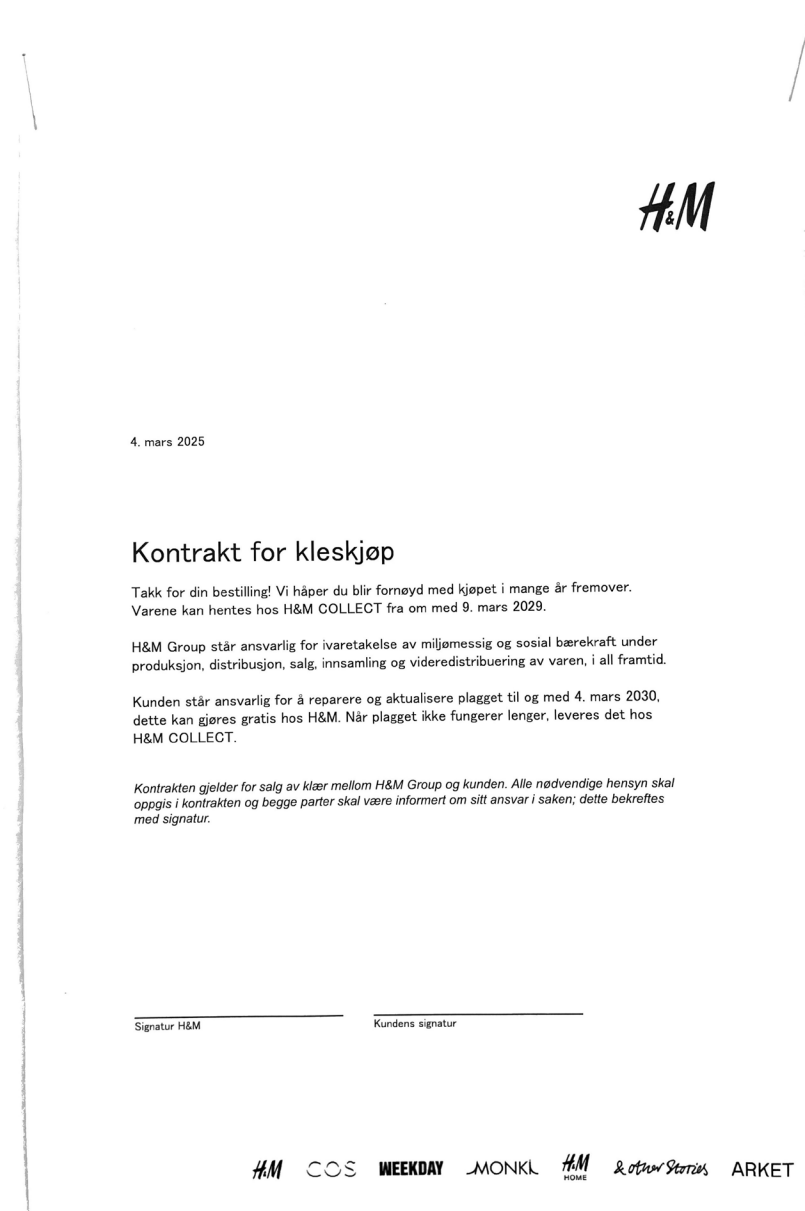 H&M
4. mars 2025
Kontrakt for kleskjøp
Takk for din bestilling! Vi håper du blir fornøyd med kjøpet i mange år fremover.
Varene kan hentes hos H&M COLLECT fra om med 9. mars 2029.
H&M Group står ansvarlig for ivaretakelse av miljømessig og sosial bærekraft under
produksjon, distribusjon, salg, innsamling og videredistribuering av varen, i all framtid.
Kunden står ansvarlig for å reparere og aktualisere plagget til og med 4. mars 2030,
dette kan gjøres gratis hos H&M. Når plagget ikke fungerer lenger, leveres det hos
H&M COLLECT.
Kontrakten gjelder for salg av klær mellom H&M Group og kunden. Alle nødvendige hensyn skal
oppgis i kontrakten og begge parter skal være informert om sitt ansvar i saken; dette bekreftes
med signatur.
Signatur H&M Kundens signatur
H&M COS WEEKDAY MONKI H&M HOME & other Stories ARKET